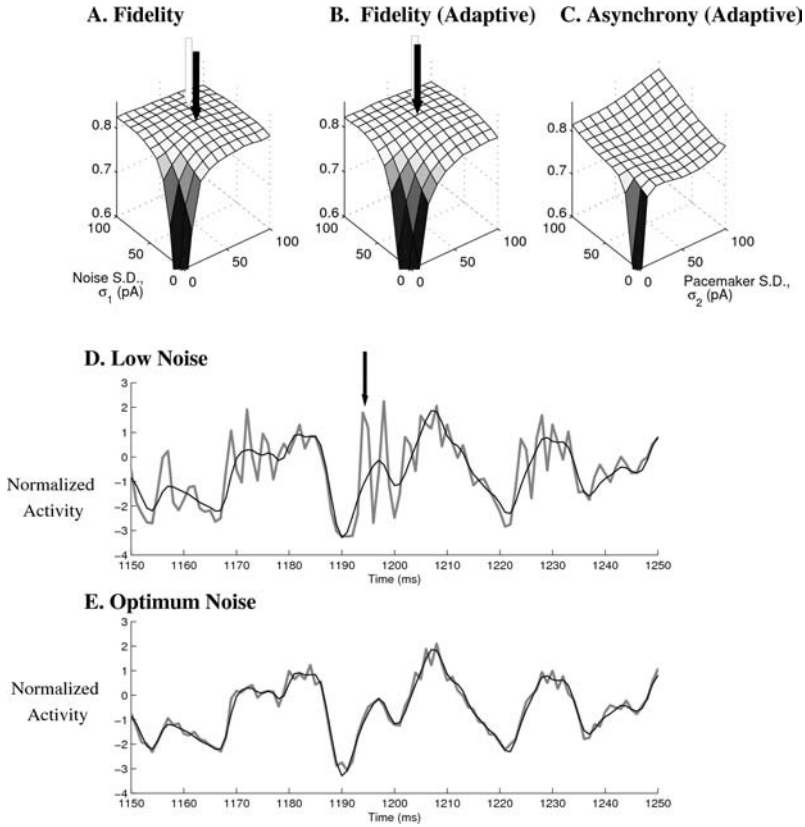 A. Fidelity
B. Fidelity (Adaptive)
C. Asynchrony (Adaptive)
0.8
0.7
0.6
100
50
0
0
50
100
Noise S.D.,
σ1 (pA)
0.8
0.7
0.6
100
50
0
0
50
100
0.8
0.7
0.6
100
50
0
0
50
100
Pacemaker S.D.,
σ2 (pA)
D. Low Noise
3
2
1
0
−1
−2
−3
−4
Normalized
Activity
1150 1160 1170 1180 1190 1200 1210 1220 1230 1240 1250
Time (ms)
E. Optimum Noise
3
2
1
0
−1
−2
−3
−4
Normalized
Activity
1150 1160 1170 1180 1190 1200 1210 1220 1230 1240 1250
Time (ms)